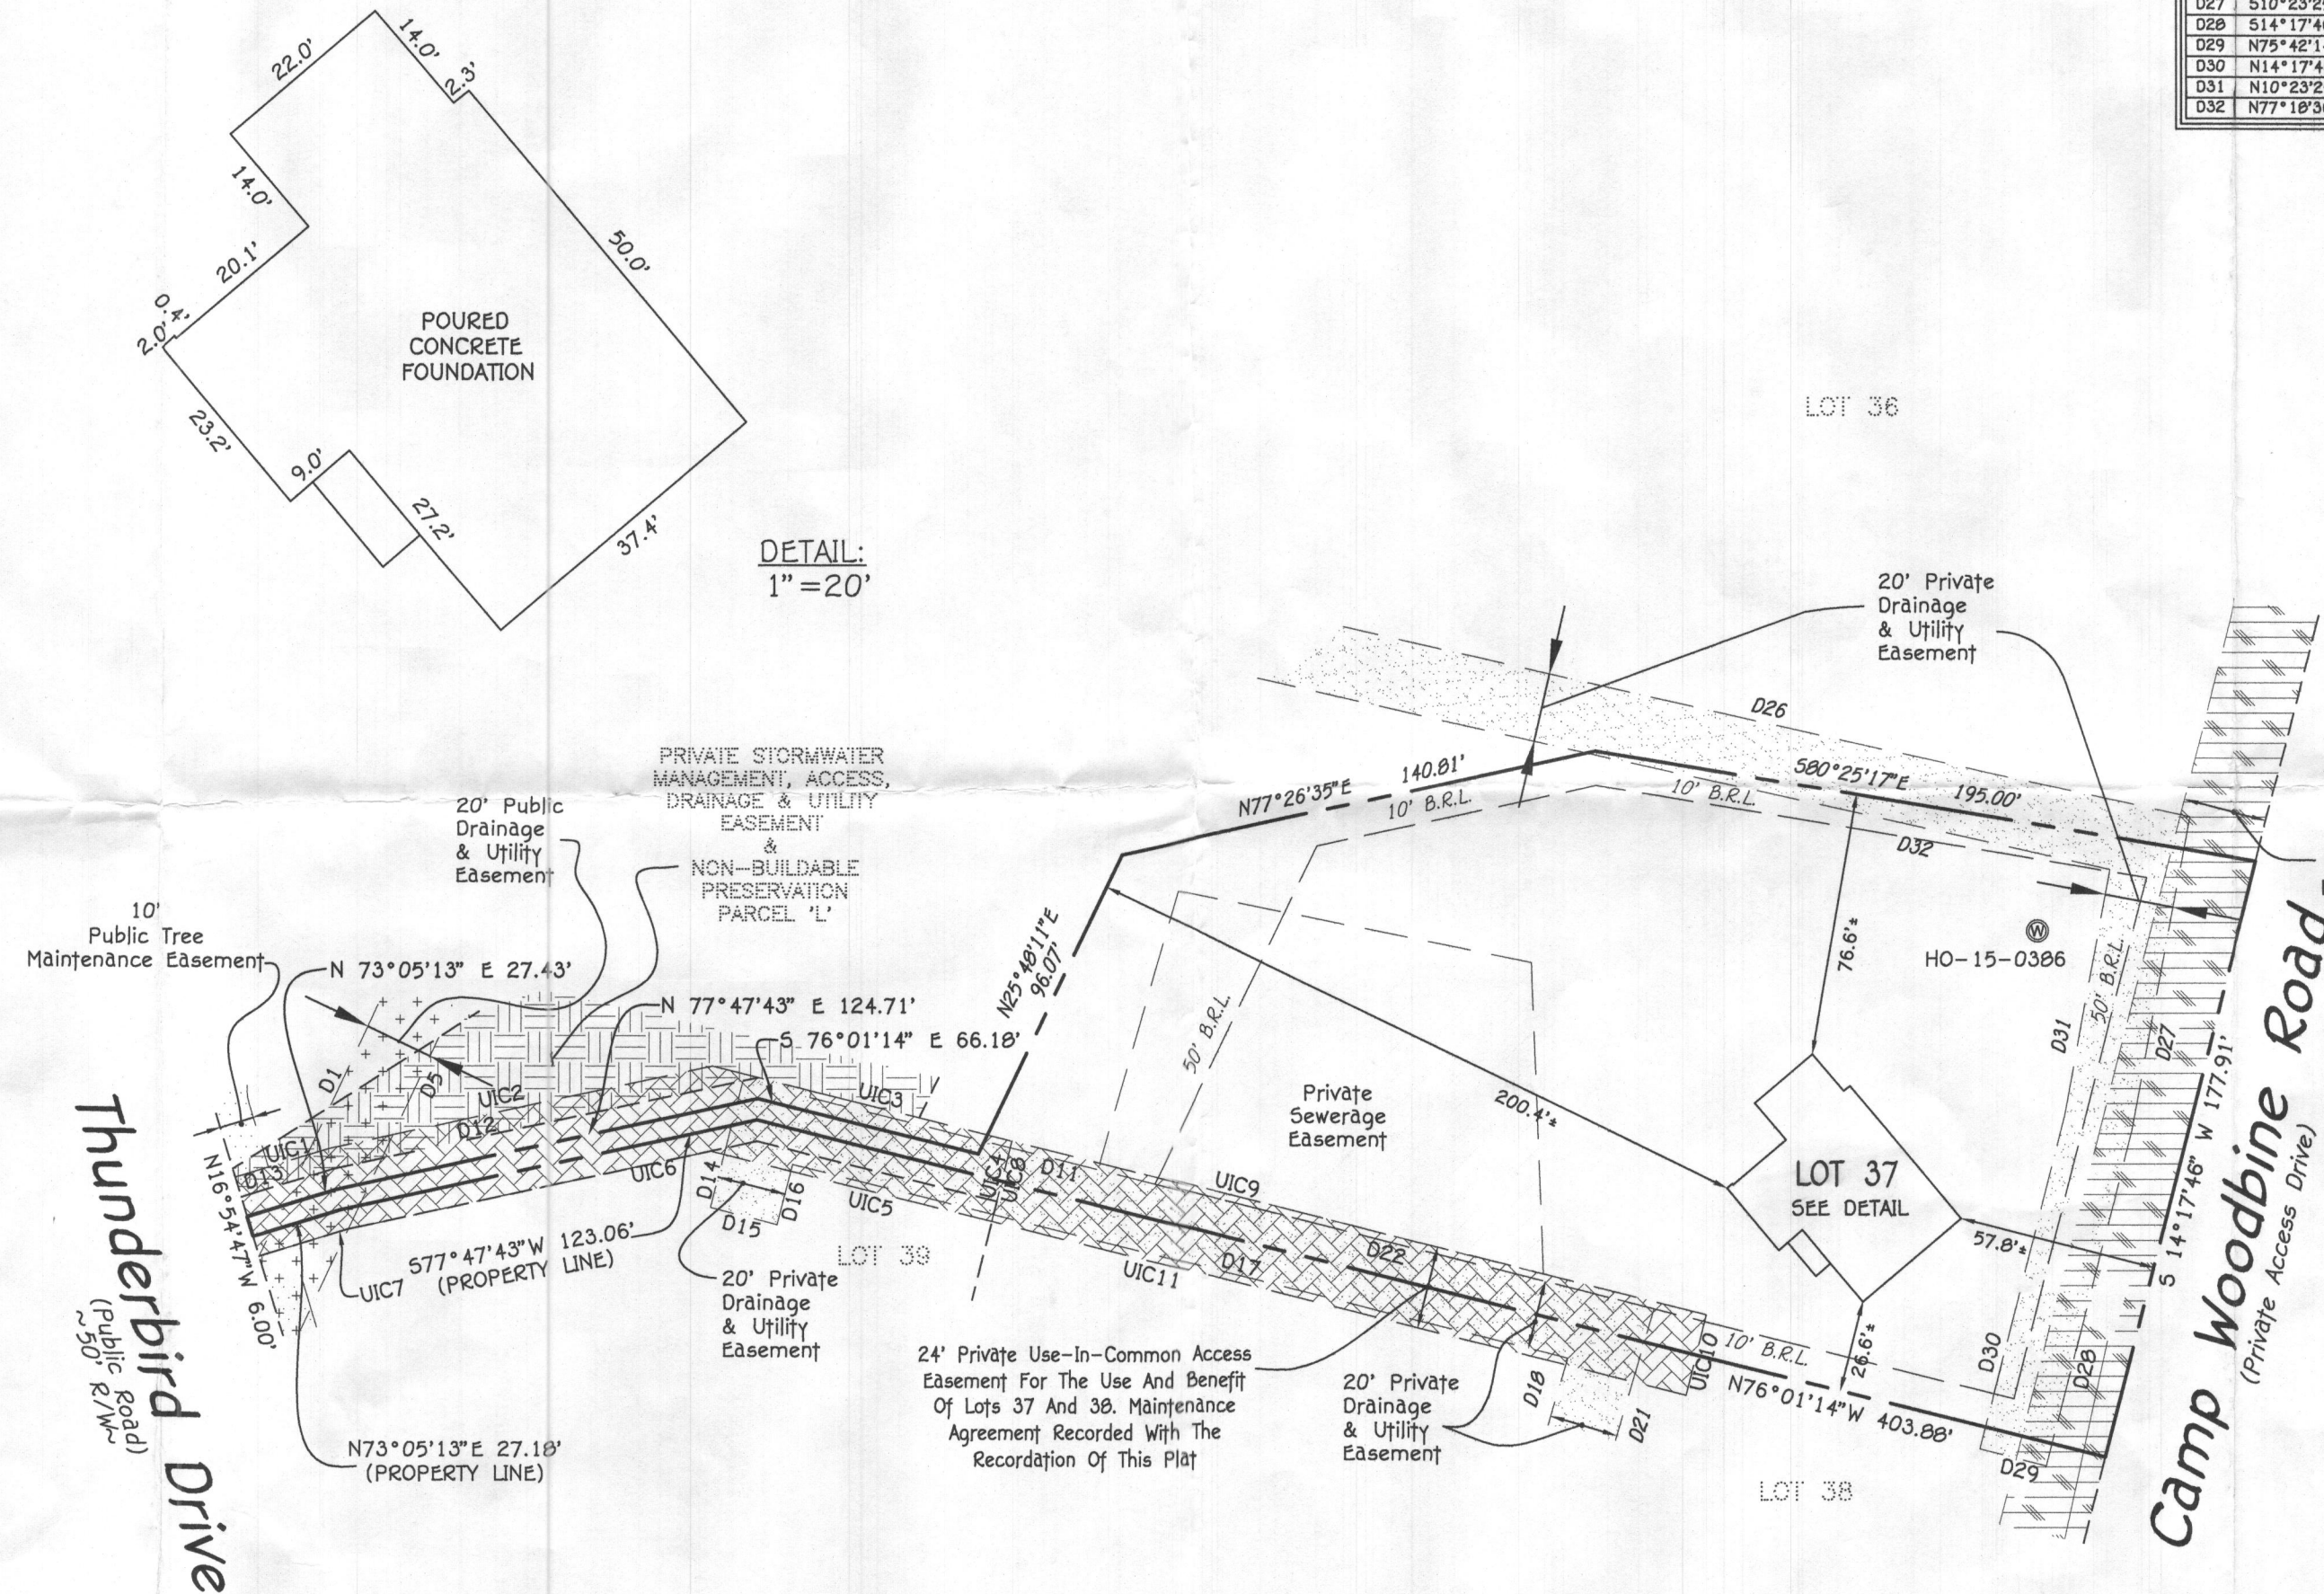 D27 S10°23'2
D28 S14°17'4
D29 N75°42'1
D30 N14°17'4
D31 N10°23'2
D32 N77°18'3
22.0'
14.0'
2.3'
14.0'
20.1'
50.0'
0.4'
2.0'
POURED
CONCRETE
FOUNDATION
23.2'
9.0'
27.2'
37.4'
DETAIL:
1"=20'
LOT 36
20' Private
Drainage
& Utility
Easement
D26
PRIVATE STORMWATER
MANAGEMENT, ACCESS,
DRAINAGE & UTILITY
EASEMENT
&
NON-BUILDABLE
PRESERVATION
PARCEL 'L'
20' Public
Drainage
& Utility
Easement
N77°26'35"E 140.81'
10' B.R.L.
S80°25'17"E 195.00'
10' B.R.L.
D32
10'
Public Tree
Maintenance Easement
N 73°05'13" E 27.43'
N 77°47'43" E 124.71'
S 76°01'14" E 66.18'
N25°48'11"E
96.07'
50' B.R.L.
76.6'±
W
HO-15-0386
50' B.R.L.
D31
D27
D1
D5
UIC2
UIC3
D12
UIC1
D13
UIC6
UIC4
UIC8
D11
UIC9
Private
Sewerage
Easement
200.4'±
LOT 37
SEE DETAIL
57.8'±
S 14°17'46" W 177.91'
Camp Woodbine Road
(Private Access Drive)
Thunderbird Drive
(Public Road)
~50' R/W~
N16°54'47"W 6.00'
UIC7
S77°47'43"W 123.06'
(PROPERTY LINE)
D14
D15
D16
UIC5
LOT 39
20' Private
Drainage
& Utility
Easement
UIC11
D17
D22
24' Private Use-In-Common Access
Easement For The Use And Benefit
Of Lots 37 And 38. Maintenance
Agreement Recorded With The
Recordation Of This Plat
20' Private
Drainage
& Utility
Easement
D18
D21
UIC10
10' B.R.L.
26.6'±
N76°01'14"W 403.88'
D30
D28
D29
N73°05'13"E 27.18'
(PROPERTY LINE)
LOT 38